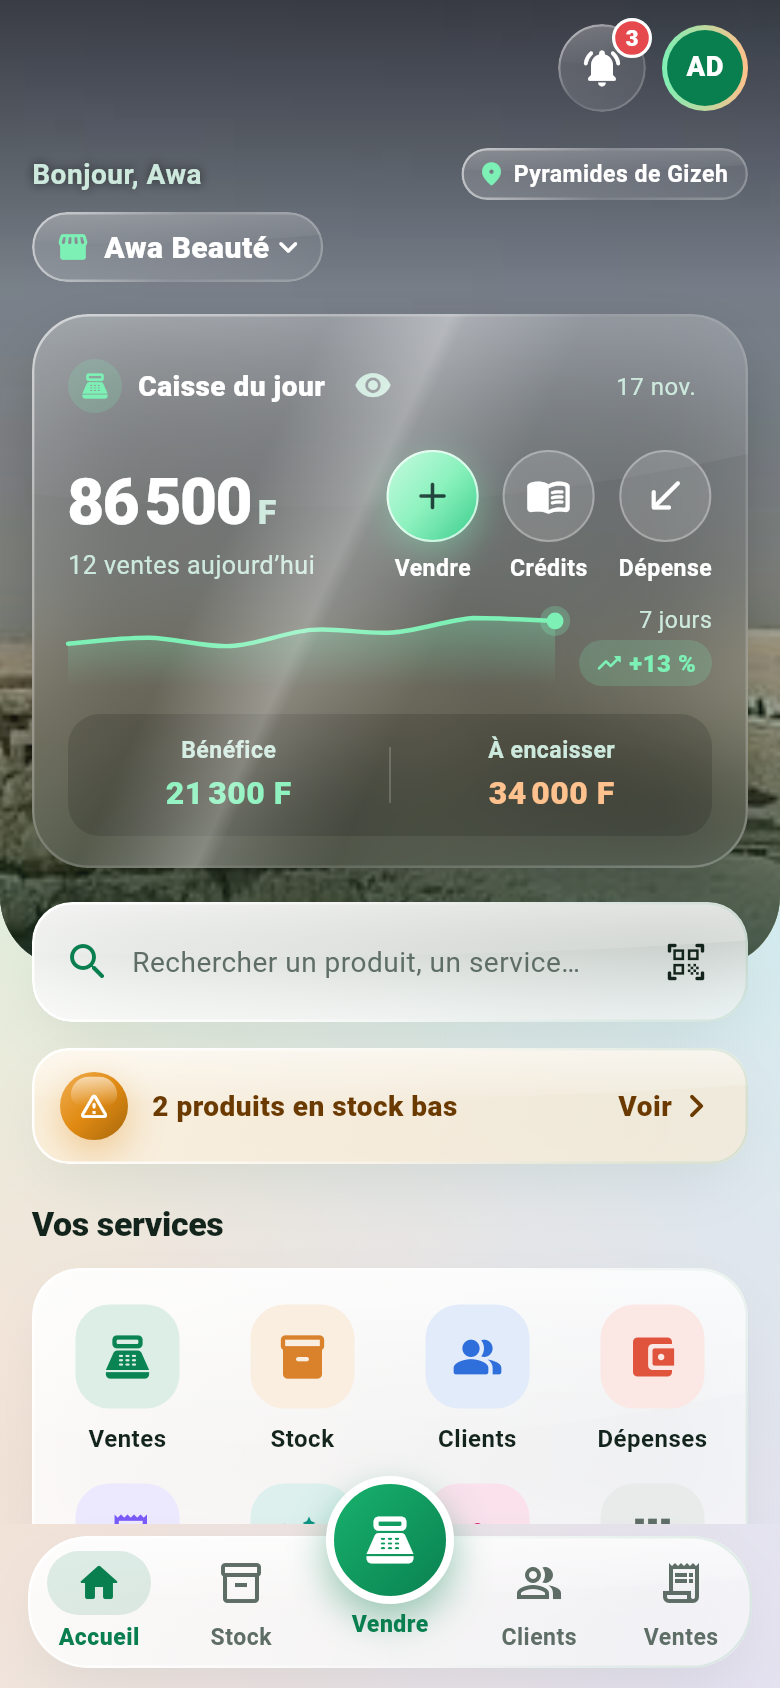 3
AD
Bonjour, Awa
Pyramides de Gizeh
Awa Beauté
Caisse du jour
17 nov.
86 500 F
12 ventes aujourd’hui
Vendre
Crédits
Dépense
7 jours
+13 %
Bénéfice
À encaisser
21 300 F
34 000 F
Rechercher un produit, un service…
2 produits en stock bas
Voir
Vos services
Ventes
Stock
Clients
Dépenses
Accueil
Stock
Vendre
Clients
Ventes